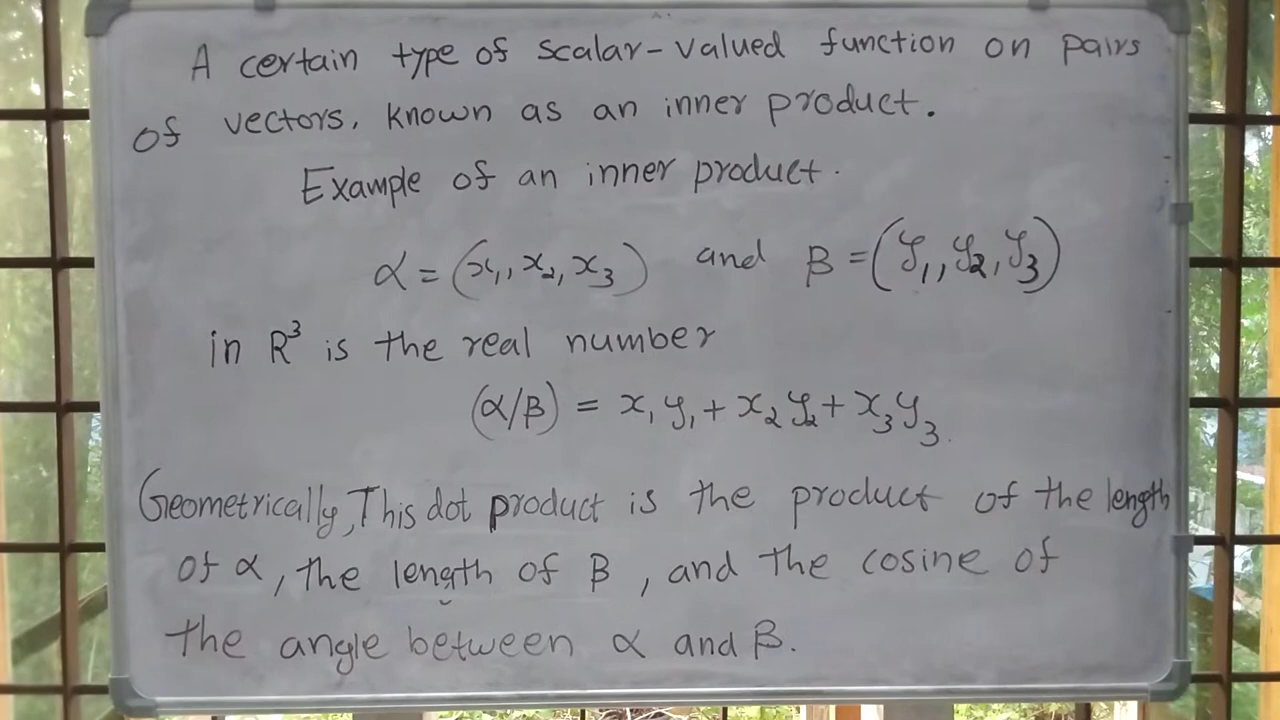 A certain type of scalar-valued function on pairs
of vectors, known as an inner product.
Example of an inner product.
α = (x₁, x₂, x₃) and β = (y₁, y₂, y₃)
in R³ is the real number
(α/β) = x₁y₁ + x₂y₂ + x₃y₃.
Geometrically, This dot product is the product of the length
of α, the length of β, and the cosine of
the angle between α and β.